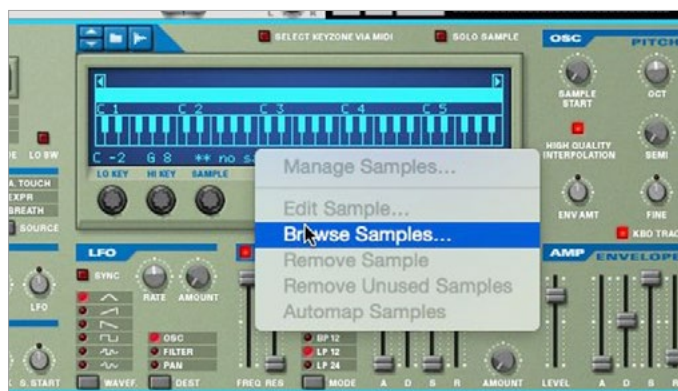 SELECT KEYZONE VIA MIDI
SOLO SAMPLE
OSC
PITCH
SAMPLE START
OCT
C 1 C 2 C 3 C 4 C 5
HIGH QUALITY INTERPOLATION
SEMI
LO BW
C -2 G 8 ** no s
Manage Samples...
LO KEY HI KEY SAMPLE
A. TOUCH
EXPR
BREATH
SOURCE
Edit Sample...
ENV AMT
FINE
Browse Samples...
KBD TRAC
LFO
Remove Sample
AMP ENVELOPE
SYNC
RATE AMOUNT
Remove Unused Samples
LFO
Automap Samples
OSC
FILTER
PAN
BP 12
LP 12
LP 24
S. START
WAVEF.
DEST
FREQ RES
MODE
A D S R
AMOUNT
LEVEL
D S R